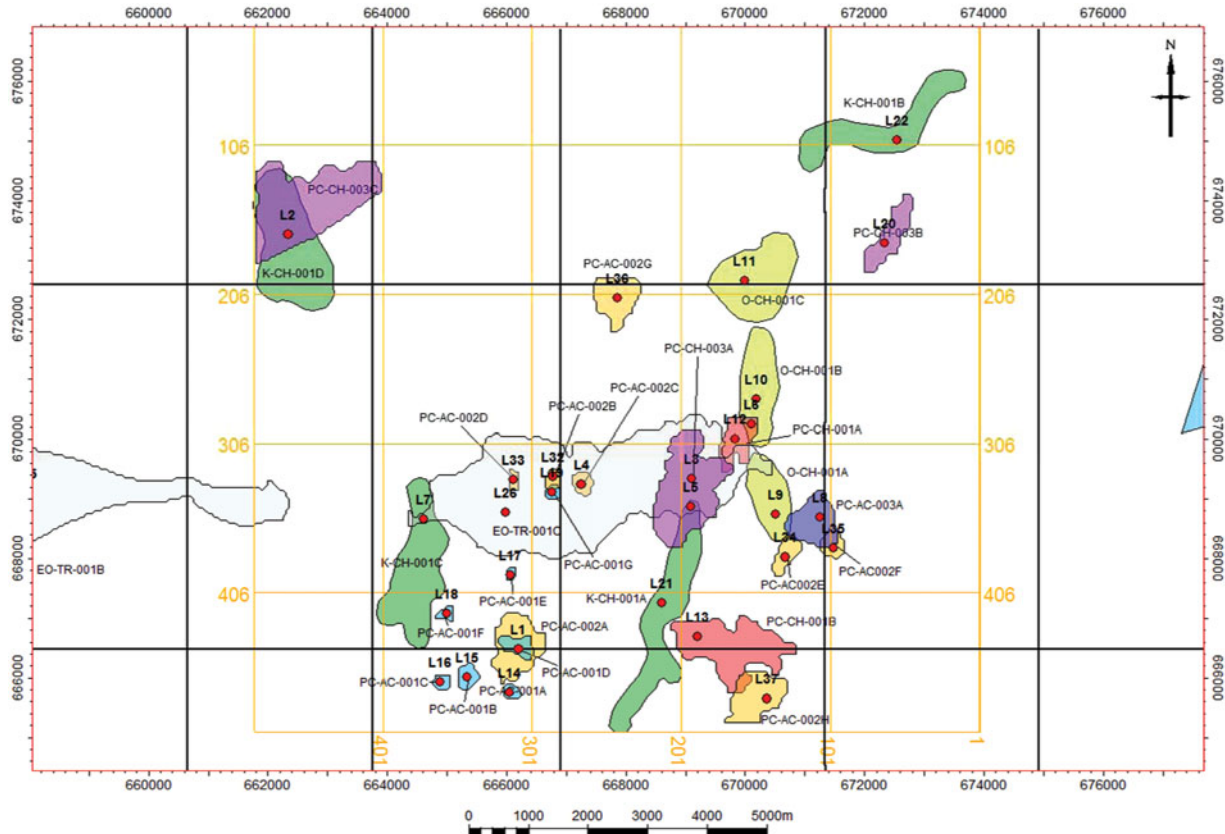 660000 662000 664000 666000 668000 670000 672000 674000 676000
N
676000 676000
K-CH-001B
L22
106 106
674000 674000
PC-CH-003C
L2
L20
PC-CH-003B
K-CH-001D
PC-AC-002G
L11
L36
206 206
O-CH-001C
672000 672000
PC-CH-003A
O-CH-001B
PC-AC-002C
L10
PC-AC-002B
PC-AC-002D
L6
L12
PC-CH-001A
670000 670000
306 306
L33 L32 L4 L3
L19
O-CH-001A
L7 L26 L5 L9 L8
PC-AC-003A
EO-TR-001C
L35
L34
668000 668000
PC-AC-001G
PC-AC002F
EO-TR-001B
K-CH-001C
L17
PC-AC002E
PC-AC-001E
L21
K-CH-001A
406 406
L18
PC-AC-001F
L1
PC-AC-002A
L13
PC-CH-001B
666000 666000
L16 L15 L14
PC-AC-001D
PC-AC-001C
PC-AC-001A
PC-AC-001B
L37
PC-AC-002H
401 301 201 101 1
660000 662000 664000 666000 668000 670000 672000 674000 676000
0 1000 2000 3000 4000 5000m